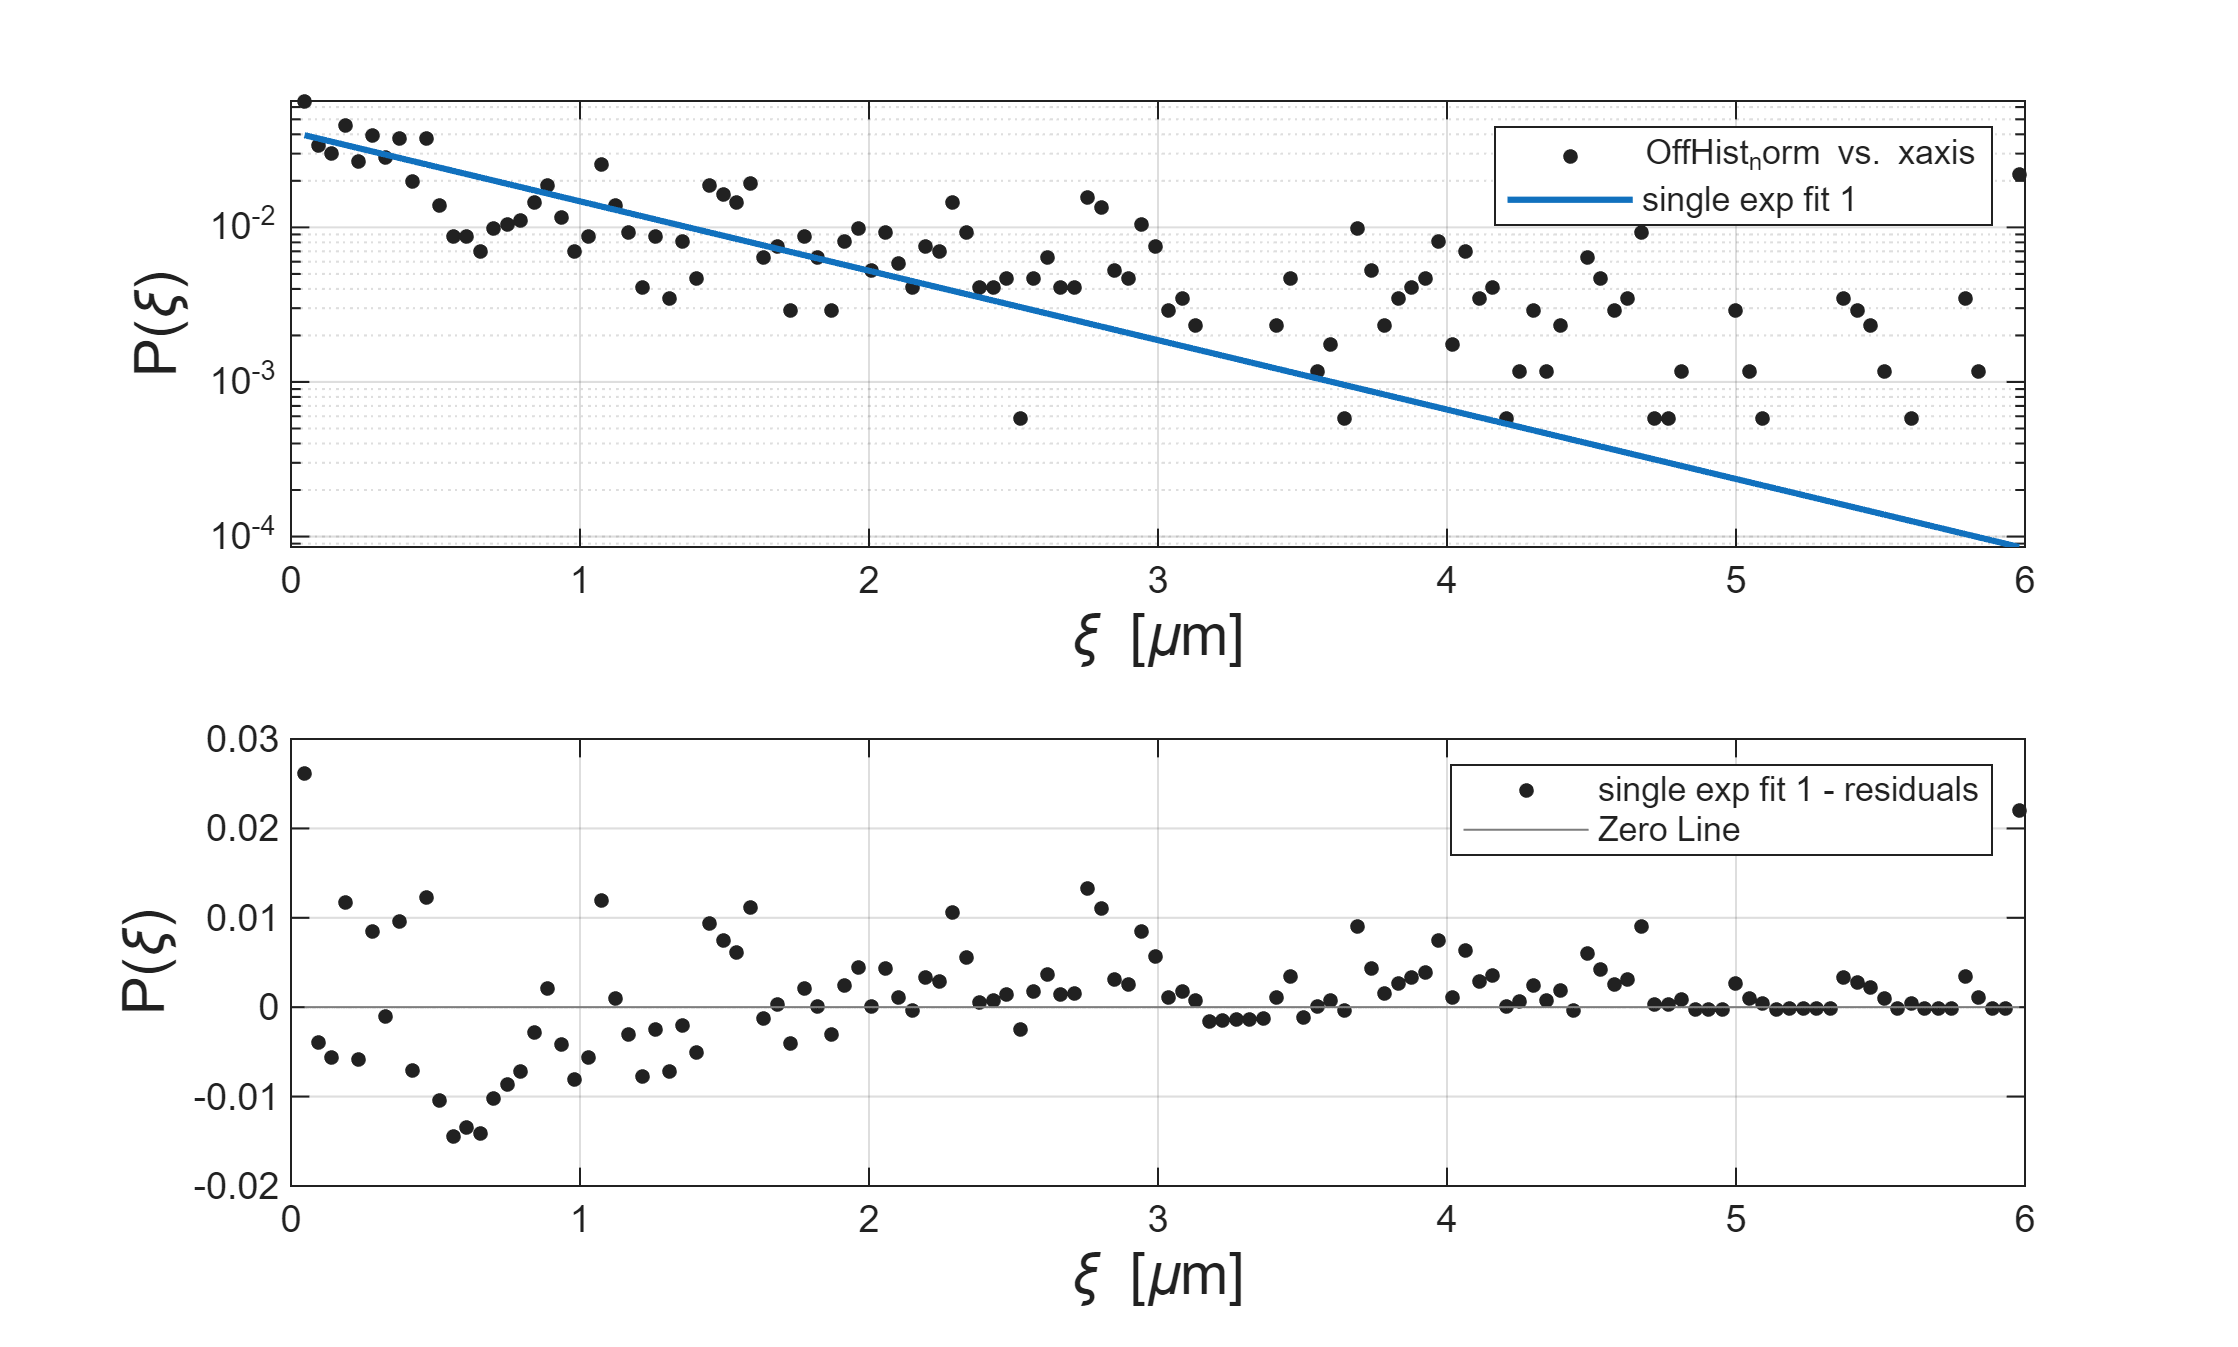 OffHistₙorm vs. xaxis
single exp fit 1
10⁻²
10⁻³
10⁻⁴
P(ξ)
0 1 2 3 4 5 6
ξ [μm]
0.03
0.02
0.01
0
-0.01
-0.02
single exp fit 1 - residuals
Zero Line
P(ξ)
0 1 2 3 4 5 6
ξ [μm]